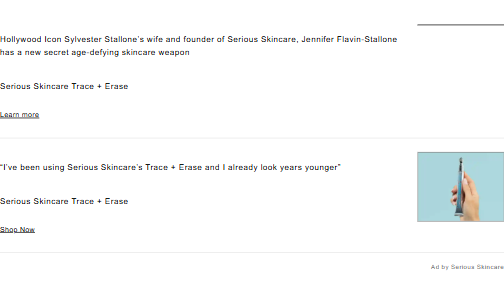 Hollywood Icon Sylvester Stallone's wife and founder of Serious Skincare, Jennifer Flavin-Stallone
has a new secret age-defying skincare weapon
Serious Skincare Trace + Erase
Learn more
"I've been using Serious Skincare's Trace + Erase and I already look years younger"
Serious Skincare Trace + Erase
Shop Now
Ad by Serious Skincare